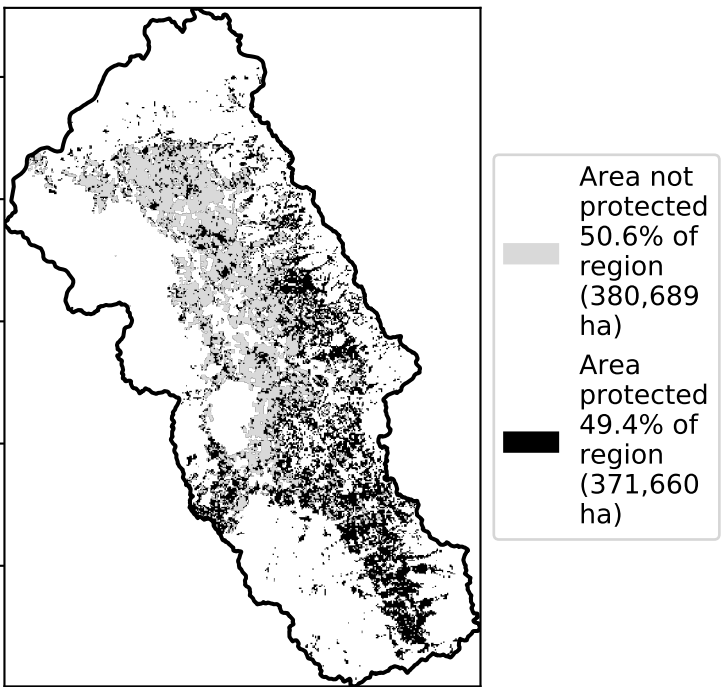 Area not
protected
50.6% of
region
(380,689
ha)
Area
protected
49.4% of
region
(371,660
ha)